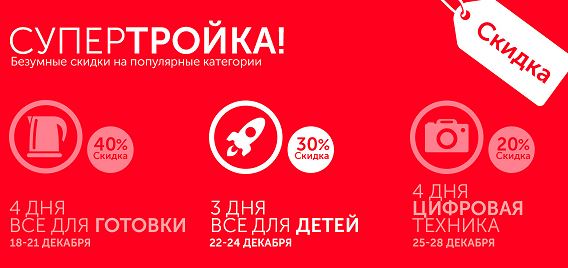 СУПЕРТРОЙКА!
Безумные скидки на популярные категории
Скидка
40%
Скидка
4 ДНЯ
ВСЕ ДЛЯ ГОТОВКИ
18-21 ДЕКАБРЯ
30%
Скидка
3 ДНЯ
ВСЕ ДЛЯ ДЕТЕЙ
22-24 ДЕКАБРЯ
20%
Скидка
4 ДНЯ
ЦИФРОВАЯ
ТЕХНИКА
25-28 ДЕКАБРЯ